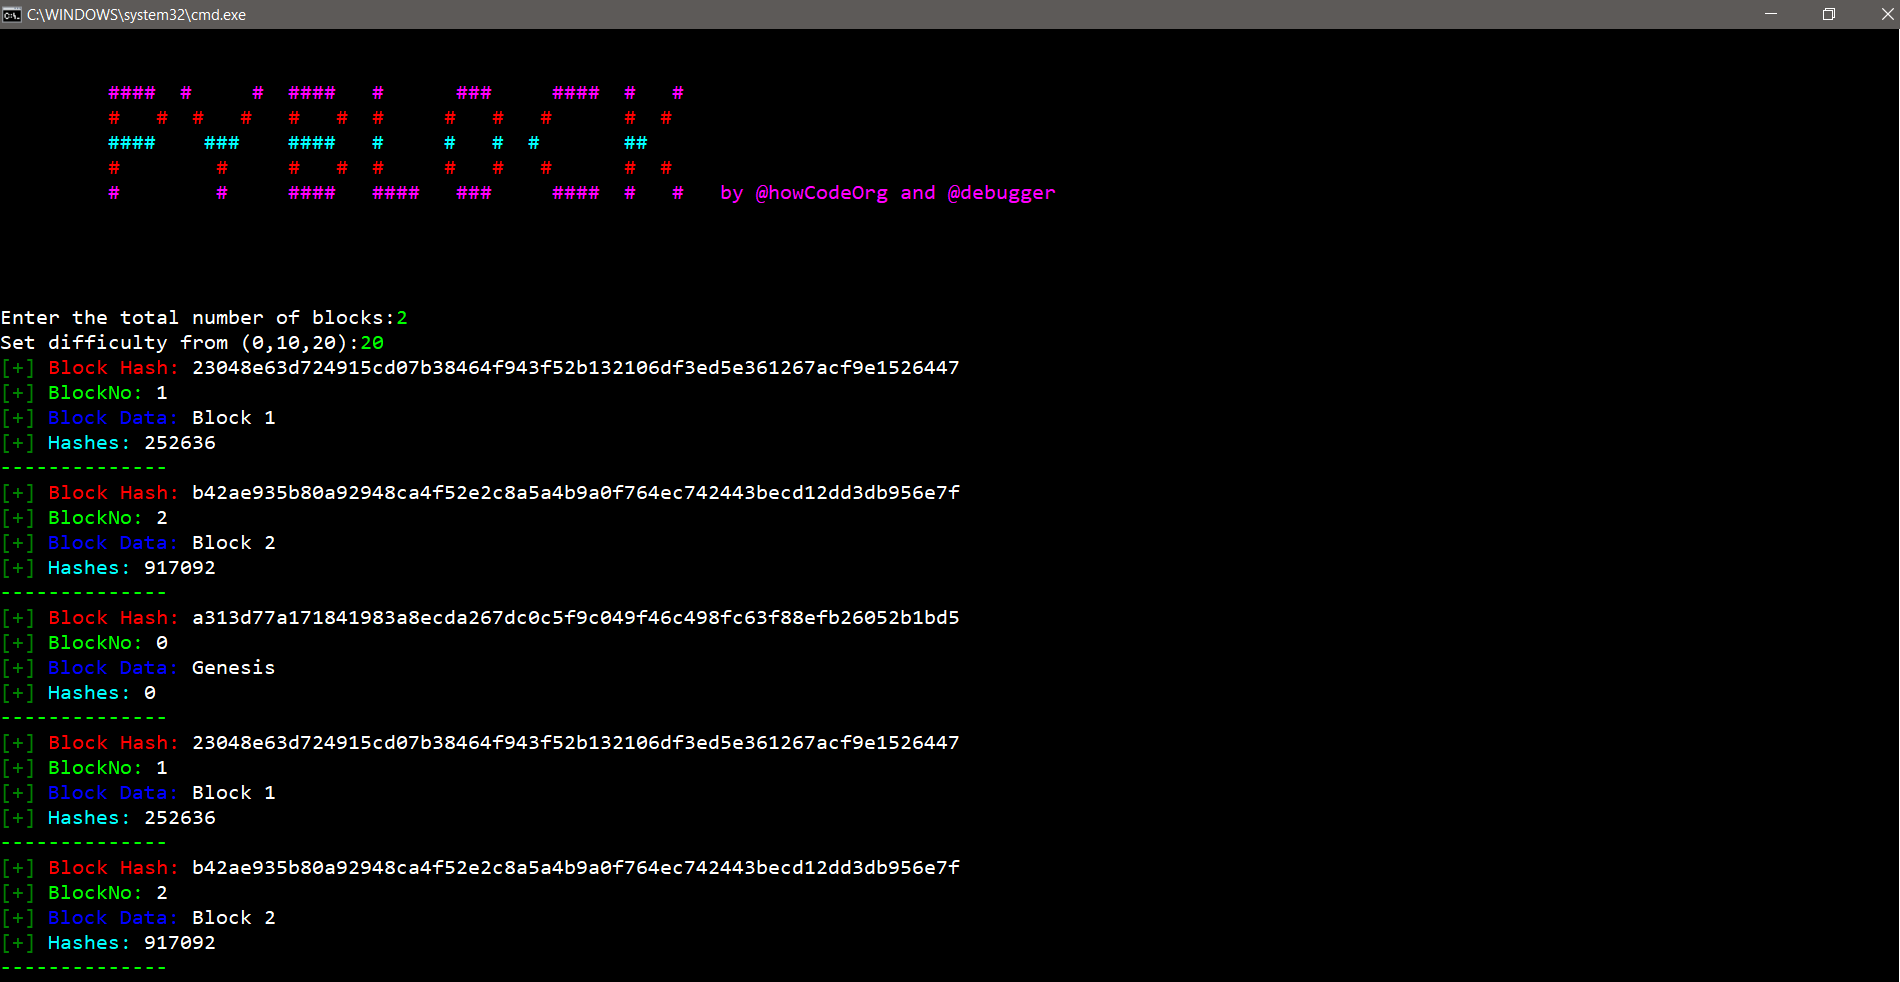 C:\WINDOWS\system32\cmd.exe
####  #     #  ####   #      ###     ####  #   #
#   #  #   #   #   #  #     #   #   #      #  #
####    ###    ####   #     #   #  #       ##
#        #     #   #  #     #   #   #      #  #
#        #     ####   ####   ###     ####  #   #   by @howCodeOrg and @debugger
Enter the total number of blocks:2
Set difficulty from (0,10,20):20
[+] Block Hash: 23048e63d724915cd07b38464f943f52b132106df3ed5e361267acf9e1526447
[+] BlockNo: 1
[+] Block Data: Block 1
[+] Hashes: 252636
--------------
[+] Block Hash: b42ae935b80a92948ca4f52e2c8a5a4b9a0f764ec742443becd12dd3db956e7f
[+] BlockNo: 2
[+] Block Data: Block 2
[+] Hashes: 917092
--------------
[+] Block Hash: a313d77a171841983a8ecda267dc0c5f9c049f46c498fc63f88efb26052b1bd5
[+] BlockNo: 0
[+] Block Data: Genesis
[+] Hashes: 0
--------------
[+] Block Hash: 23048e63d724915cd07b38464f943f52b132106df3ed5e361267acf9e1526447
[+] BlockNo: 1
[+] Block Data: Block 1
[+] Hashes: 252636
--------------
[+] Block Hash: b42ae935b80a92948ca4f52e2c8a5a4b9a0f764ec742443becd12dd3db956e7f
[+] BlockNo: 2
[+] Block Data: Block 2
[+] Hashes: 917092
--------------